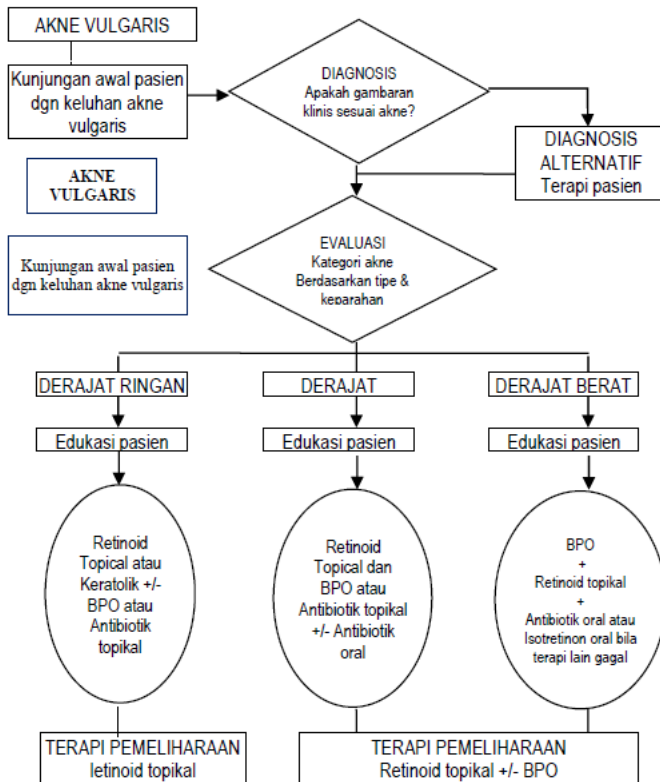 AKNE VULGARIS
Kunjungan awal pasien
dgn keluhan akne
vulgaris
DIAGNOSIS
Apakah gambaran
klinis sesuai akne?
DIAGNOSIS
ALTERNATIF
Terapi pasien
AKNE
VULGARIS
Kunjungan awal pasien
dgn keluhan akne vulgaris
EVALUASI
Kategori akne
Berdasarkan tipe &
keparahan
DERAJAT RINGAN
DERAJAT
DERAJAT BERAT
Edukasi pasien
Edukasi pasien
Edukasi pasien
Retinoid
Topical atau
Keratolik +/-
BPO atau
Antibiotik
topikal
Retinoid
Topical dan
BPO atau
Antibiotik topikal
+/- Antibiotik
oral
BPO
+
Retinoid topikal
+
Antibiotik oral atau
Isotretinon oral bila
terapi lain gagal
TERAPI PEMELIHARAAN
letinoid topikal
TERAPI PEMELIHARAAN
Retinoid topikal +/- BPO